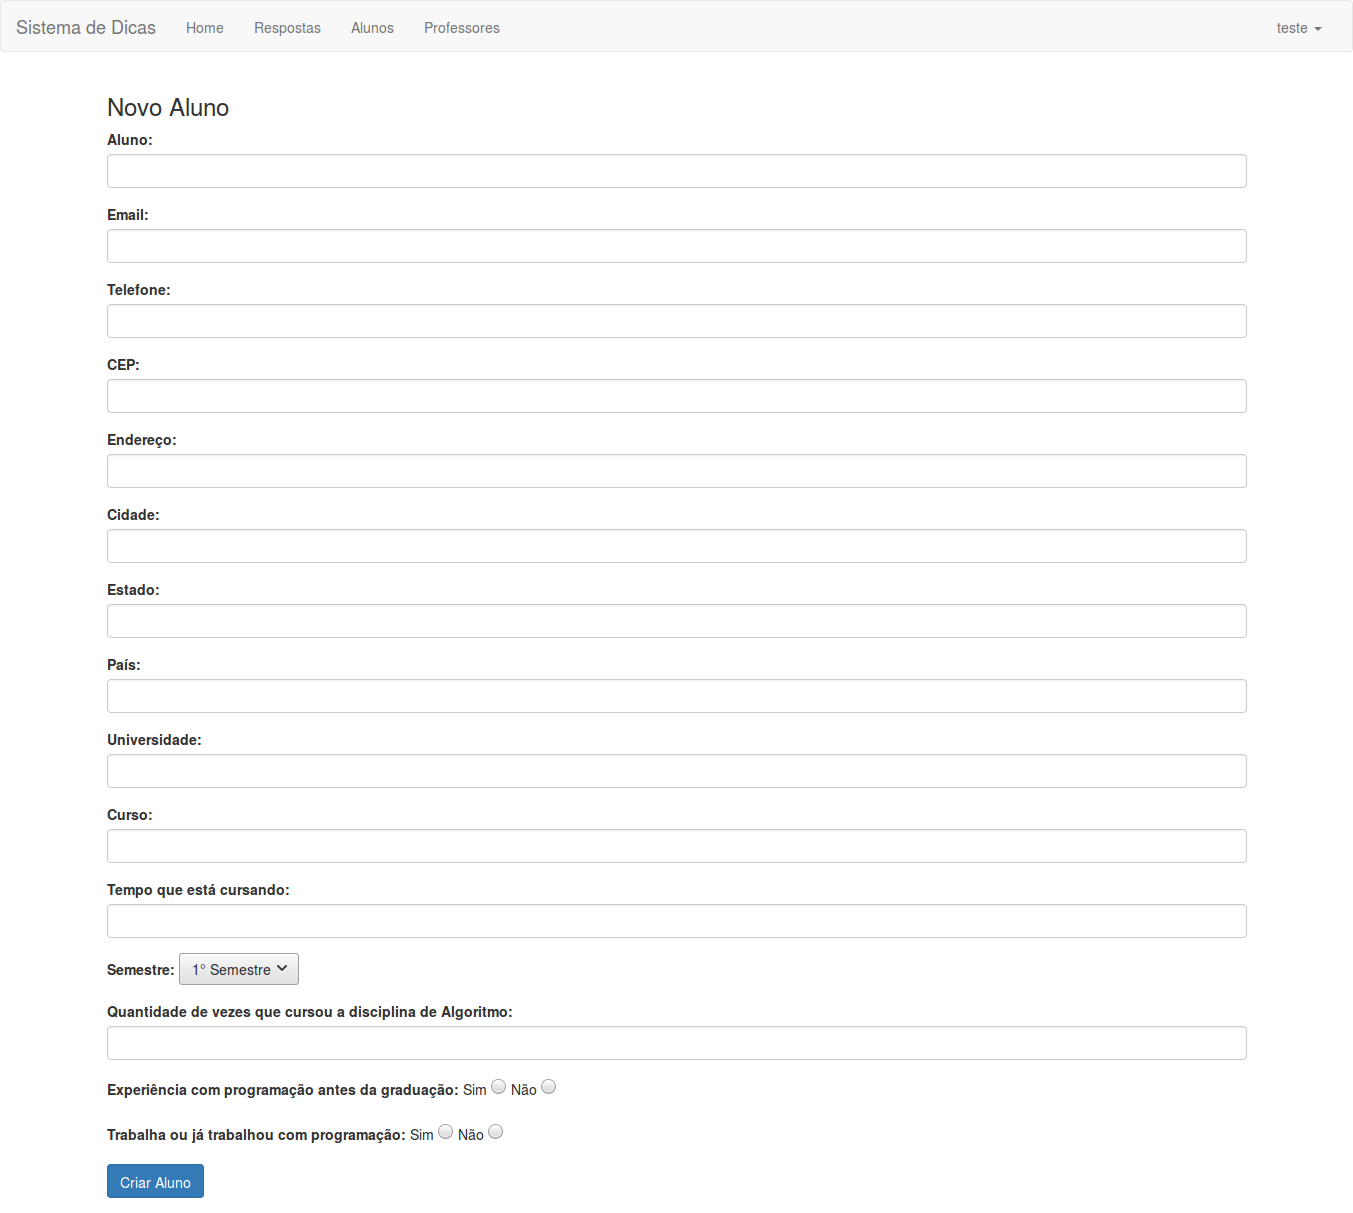 Sistema de Dicas Home Respostas Alunos Professores teste
Novo Aluno
Aluno:
Email:
Telefone:
CEP:
Endereço:
Cidade:
Estado:
País:
Universidade:
Curso:
Tempo que está cursando:
Semestre: 1° Semestre
Quantidade de vezes que cursou a disciplina de Algoritmo:
Experiência com programação antes da graduação: Sim Não
Trabalha ou já trabalhou com programação: Sim Não
Criar Aluno